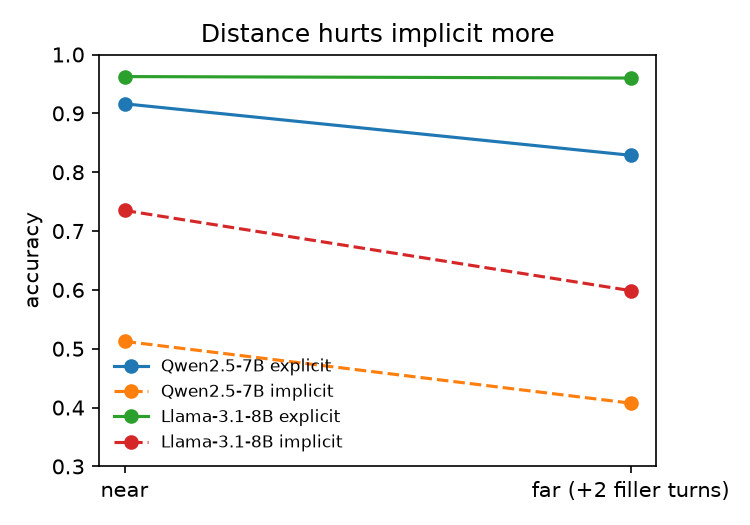 Distance hurts implicit more
1.0
0.9
0.8
0.7
0.6
0.5
0.4
0.3
accuracy
Qwen2.5-7B explicit
Qwen2.5-7B implicit
Llama-3.1-8B explicit
Llama-3.1-8B implicit
near
far (+2 filler turns)